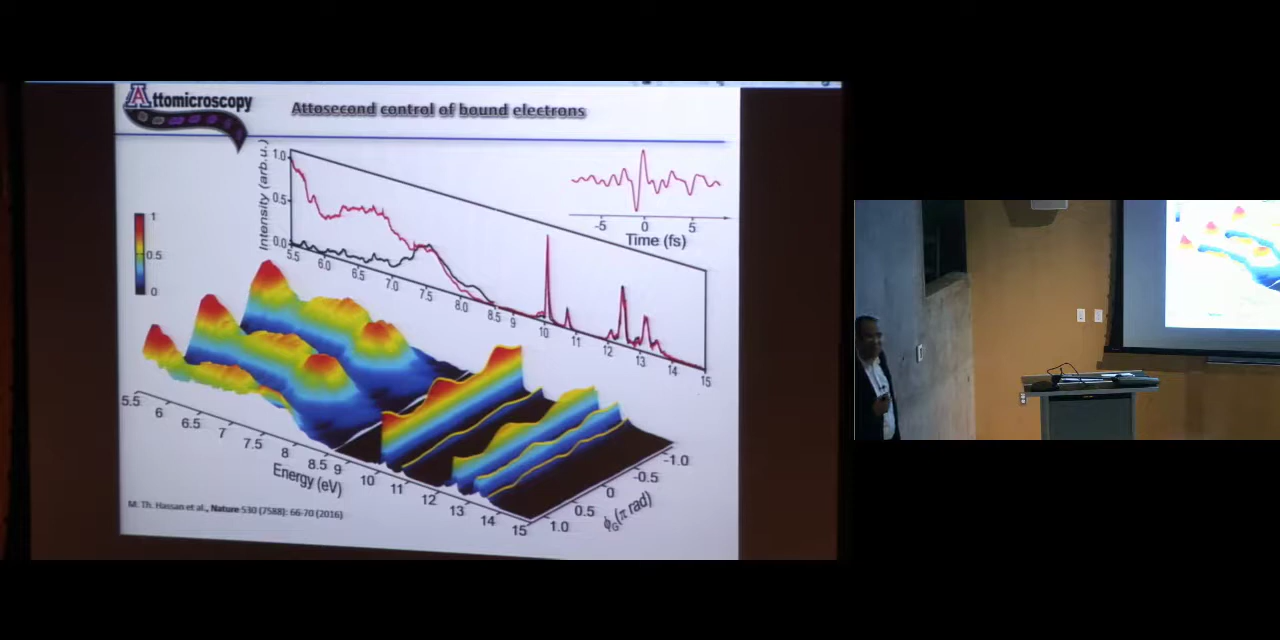 Attomicroscopy
Attosecond control of bound electrons
Intensity (arb.u.)
1.0
0.5
0.0
5.5 6.0 6.5 7.0 7.5 8.0 8.5 9 10 11 12 13 14 15
-5 0 5
Time (fs)
1
0.5
0
5.5 6 6.5 7 7.5 8 8.5 9 10 11 12 13 14 15
Energy (eV)
-1.0
-0.5
0
0.5
1.0
ϕG(π rad)
M. Th. Hassan et al., Nature 530 (7588): 66-70 (2016)